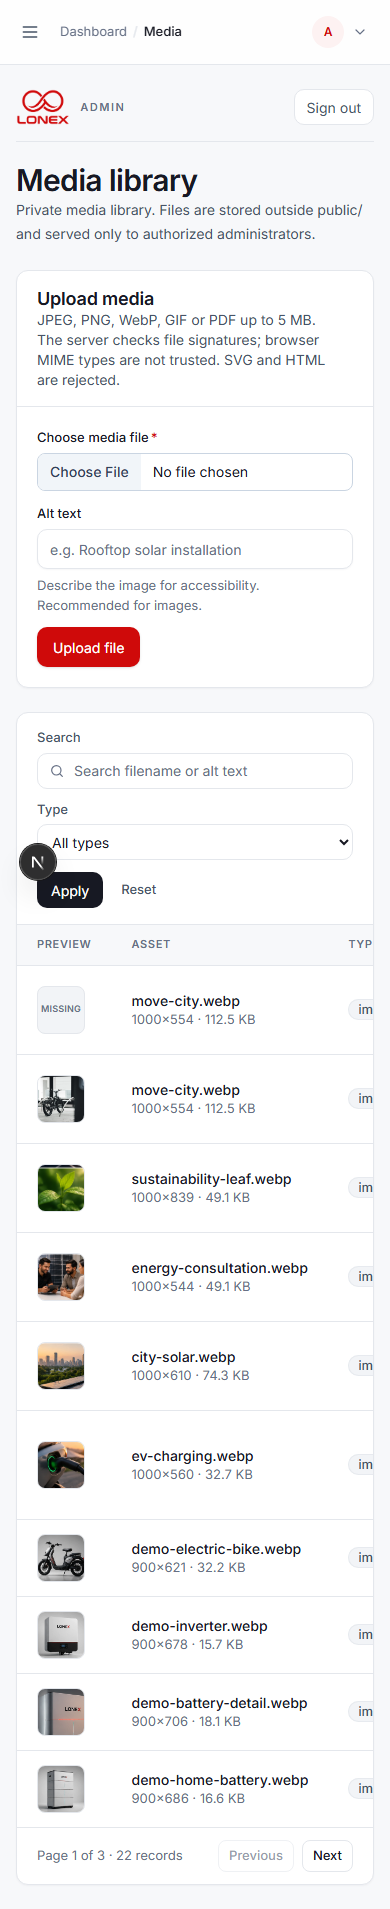 Dashboard / Media
A
LONEX
ADMIN
Sign out
Media library
Private media library. Files are stored outside public/
and served only to authorized administrators.
Upload media
JPEG, PNG, WebP, GIF or PDF up to 5 MB.
The server checks file signatures; browser
MIME types are not trusted. SVG and HTML
are rejected.
Choose media file *
Choose File No file chosen
Alt text
e.g. Rooftop solar installation
Describe the image for accessibility.
Recommended for images.
Upload file
Search
Search filename or alt text
Type
All types
N
Apply Reset
PREVIEW ASSET TYP
MISSING
move-city.webp
1000×554 · 112.5 KB
im
move-city.webp
1000×554 · 112.5 KB
im
sustainability-leaf.webp
1000×839 · 49.1 KB
im
energy-consultation.webp
1000×544 · 49.1 KB
im
city-solar.webp
1000×610 · 74.3 KB
im
ev-charging.webp
1000×560 · 32.7 KB
im
demo-electric-bike.webp
900×621 · 32.2 KB
im
LONEX
demo-inverter.webp
900×678 · 15.7 KB
im
LONEX
demo-battery-detail.webp
900×706 · 18.1 KB
im
demo-home-battery.webp
900×686 · 16.6 KB
im
Page 1 of 3 · 22 records
Previous
Next